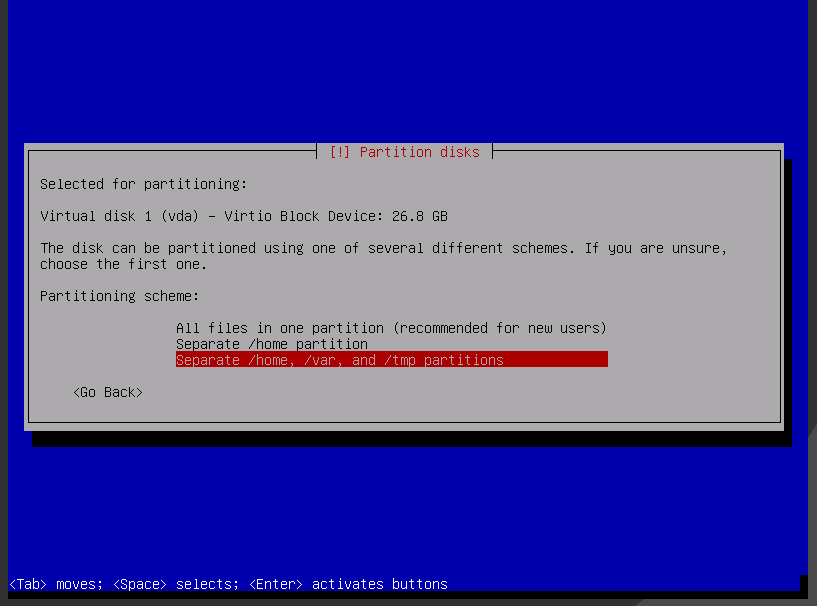 [!] Partition disks
Selected for partitioning:
Virtual disk 1 (vda) - Virtio Block Device: 26.8 GB
The disk can be partitioned using one of several different schemes. If you are unsure,
choose the first one.
Partitioning scheme:
All files in one partition (recommended for new users)
Separate /home partition
Separate /home, /var, and /tmp partitions
<Go Back>
<Tab> moves; <Space> selects; <Enter> activates buttons